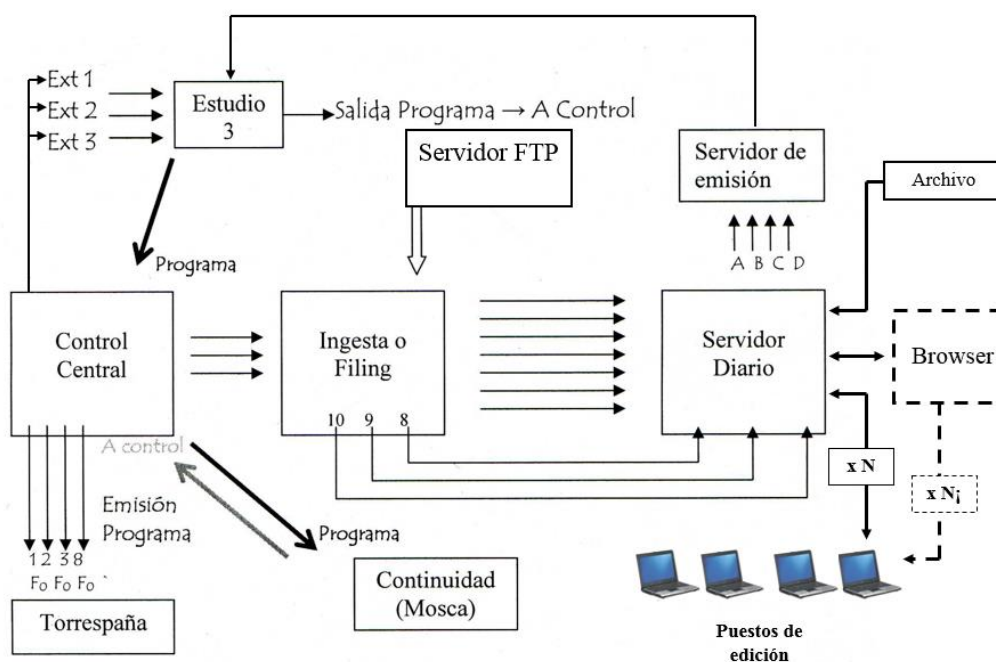 Ext 1
Ext 2
Ext 3
Estudio
3
Salida Programa → A Control
Servidor FTP
Servidor de
emisión
Archivo
A B C D
Programa
Control
Central
Ingesta o
Filing
10 9 8
Servidor
Diario
Browser
A control
x N
x N¡
Emisión
Programa
Programa
1 2 3 8
Fo Fo Fo
Torrespaña
Continuidad
(Mosca)
Puestos de
edición